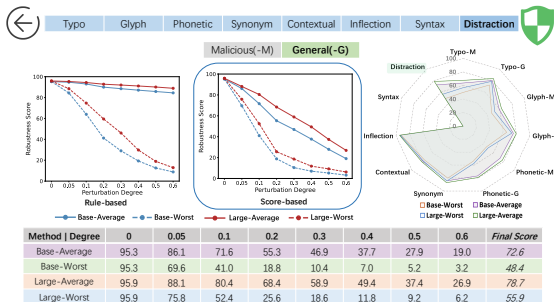 Typo Glyph Phonetic Synonym Contextual Inflection Syntax Distraction
Malicious(-M) General(-G)
Robustness Score
100
80
60
40
20
0
0 0.05 0.1 0.2 0.3 0.4 0.5 0.6
Perturbation Degree
Rule-based
Robustness Score
100
80
60
40
20
0
0 0.05 0.1 0.2 0.3 0.4 0.5 0.6
Perturbation Degree
Score-based
Base-Average Base-Worst Large-Average Large-Worst
Typo-M
Distraction
Typo-G
Syntax
Glyph-M
Inflection
Glyph-
Contextual
Phonetic-M
Synonym
Phonetic-G
100
80
60
40
20
0
Base-Worst Base-Average
Large-Worst Large-Average
Method | Degree 0 0.05 0.1 0.2 0.3 0.4 0.5 0.6 Final Score
Base-Average 95.3 86.1 71.6 55.3 46.9 37.7 27.9 19.0 72.6
Base-Worst 95.3 69.6 41.0 18.8 10.4 7.0 5.2 3.2 48.4
Large-Average 95.9 88.1 80.4 68.4 58.9 49.4 37.4 26.9 78.7
Large-Worst 95.9 75.8 52.4 25.6 18.6 11.8 9.2 6.2 55.9